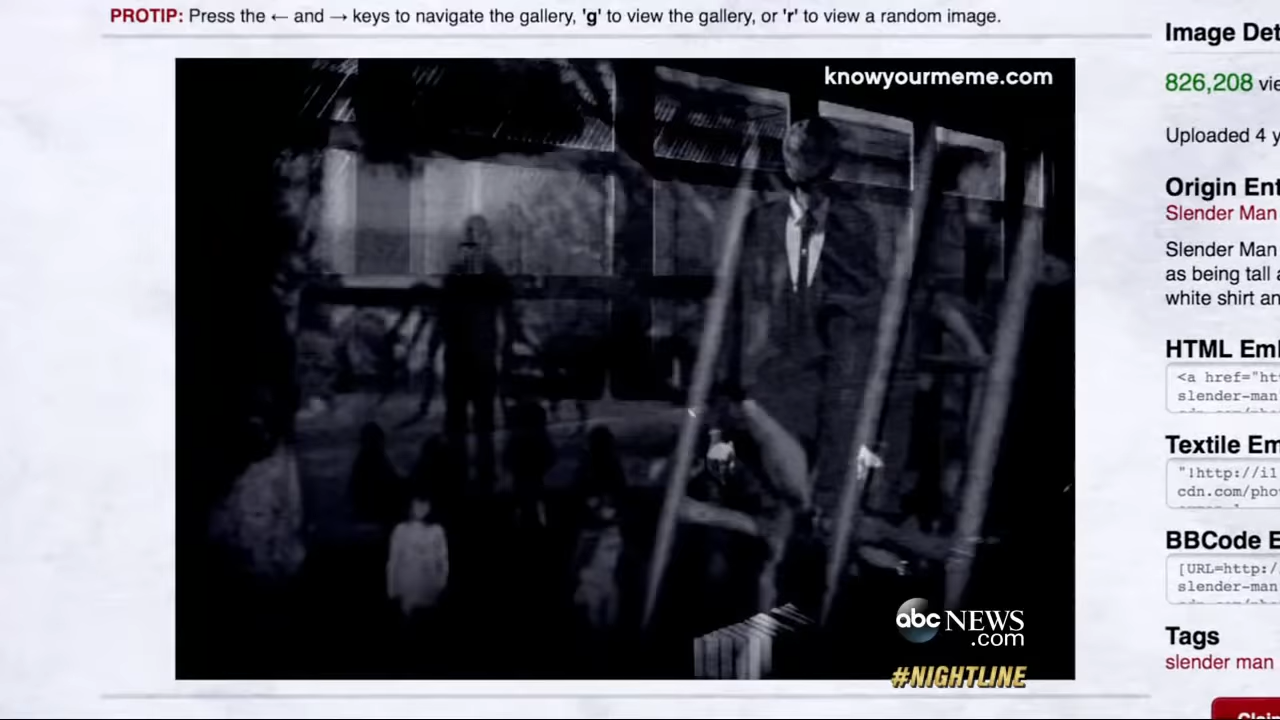 PROTIP: Press the ← and → keys to navigate the gallery, 'g' to view the gallery, or 'r' to view a random image.
knowyourmeme.com
abc NEWS
.com
#NIGHTLINE
Image Det
826,208 vie
Uploaded 4 y
Origin Ent
Slender Man
Slender Man
as being tall a
white shirt an
HTML Emb
<a href="ht
slender-man
Textile Em
"!http://i1
cdn.com/pho
BBCode E
[URL=http:/
slender-man
Tags
slender man